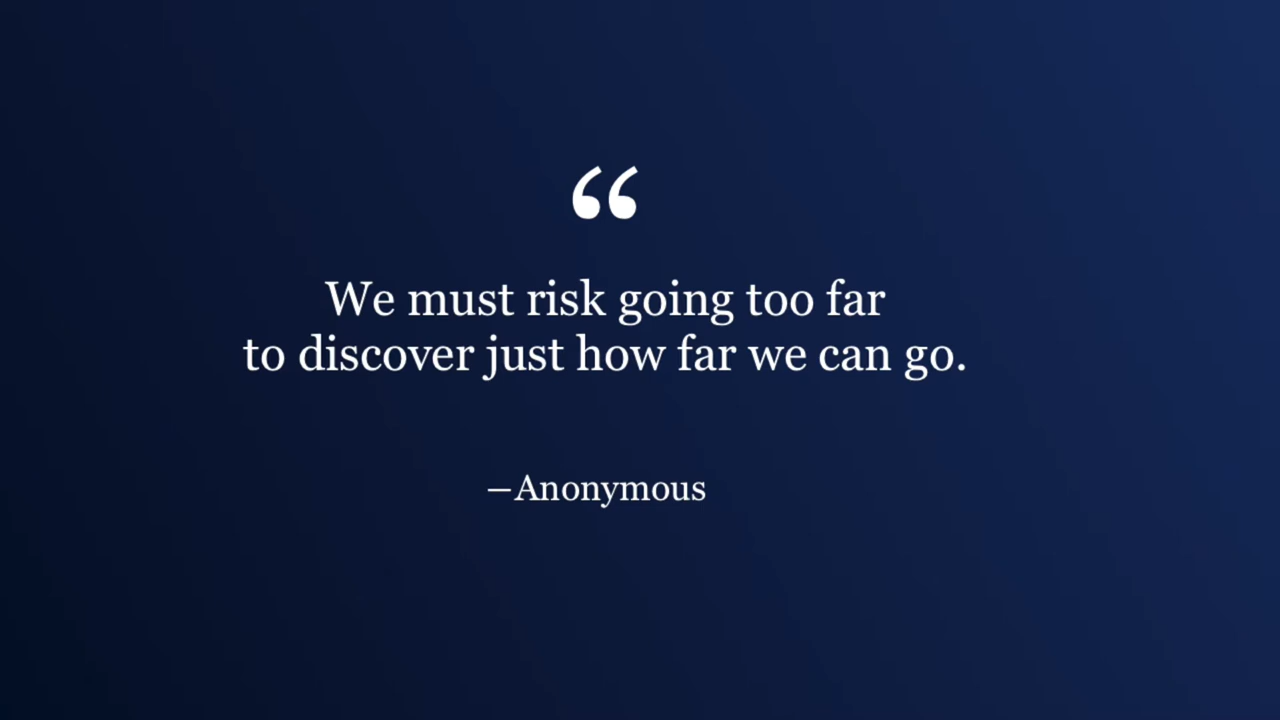 “
We must risk going too far
to discover just how far we can go.
—Anonymous